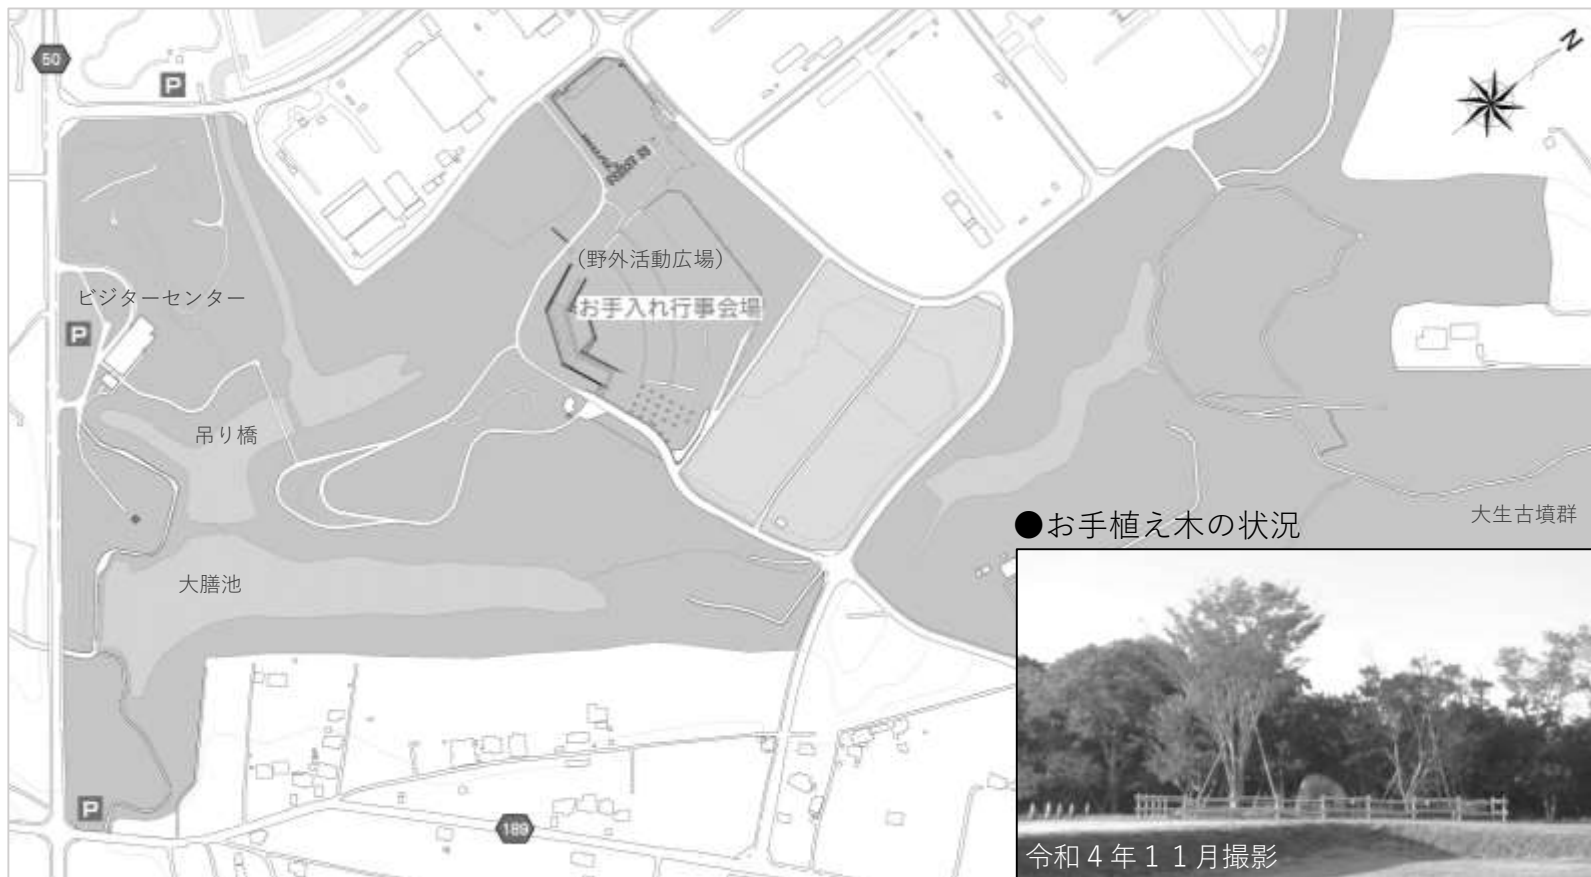 50
P
N
(野外活動広場)
お手入れ行事会場
ビジターセンター
P
吊り橋
大生古墳群
●お手植え木の状況
大膳池
P
189
令和4年11月撮影